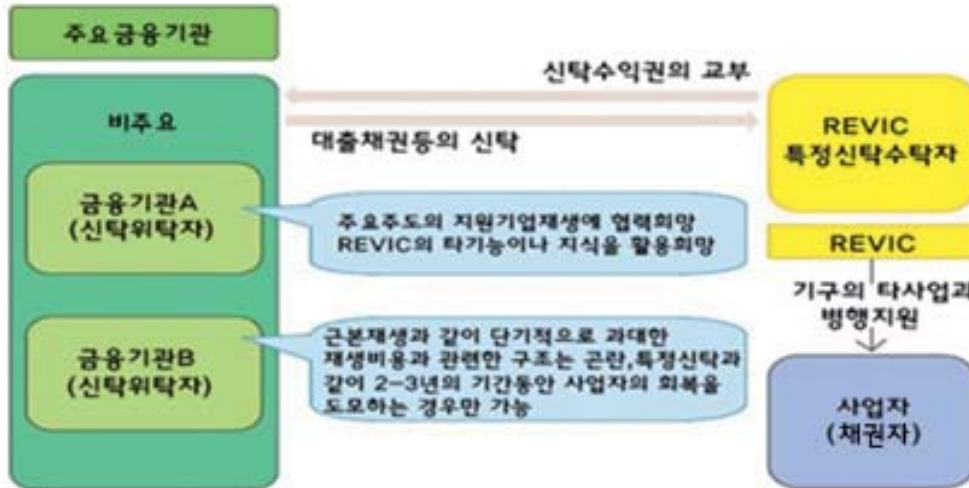 주요금융기관
신탁수익권의 교부
비주요
대출채권등의 신탁
REVIC
특정신탁수탁자
금융기관A
(신탁위탁자)
주요주도의 지원기업재생에 협력희망
REVIC의 타기능이나 지식을 활용희망
REVIC
기구의 타사업과
병행지원
금융기관B
(신탁위탁자)
근본재생과 같이 단기적으로 과대한
재생비용과 관련한 구조는 곤란,특정신탁과
같이 2-3년의 기간동안 사업자의 회복을
도모하는 경우만 가능
사업자
(채권자)